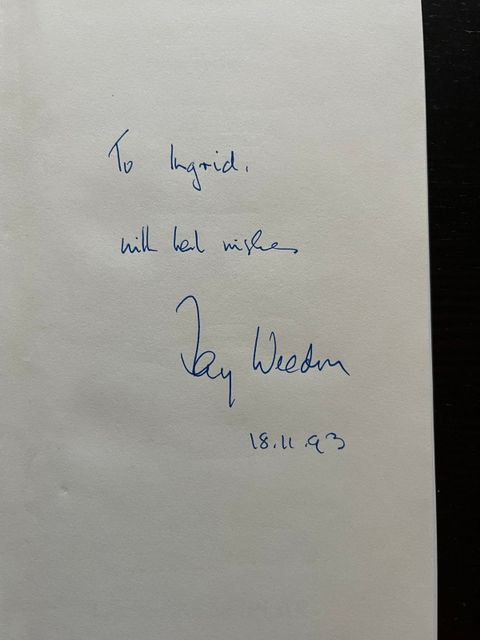 To Ingrid.
with best wishes
Jay Weedon
18.11.93